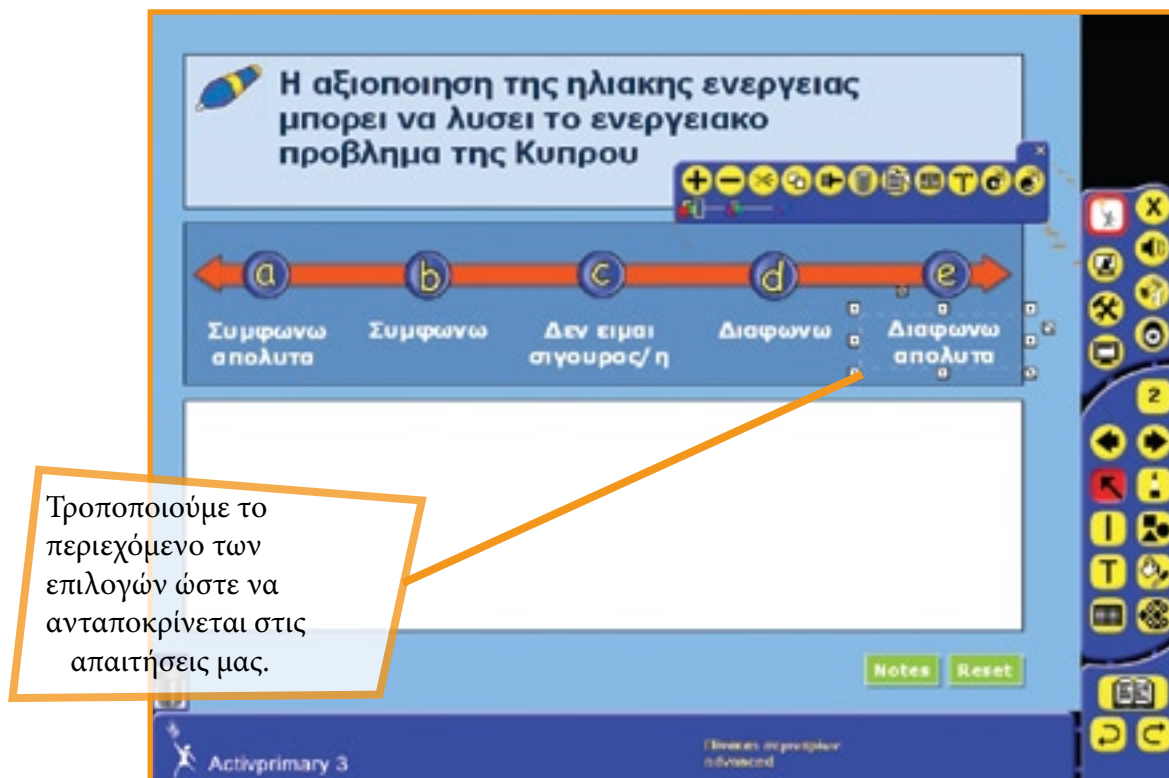 Η αξιοποιηση της ηλιακης ενεργειας
μπορει να λυσει το ενεργειακο
προβλημα της Κυπρου
a b c d e
Συμφωνω απολυτα
Συμφωνω
Δεν ειμαι σιγουρος/η
Διαφωνω
Διαφωνω απολυτα
Τροποποιούμε το
περιεχόμενο των
επιλογών ώστε να
ανταποκρίνεται στις
απαιτήσεις μας.
Notes Reset
2
T
Activprimary 3
advanced